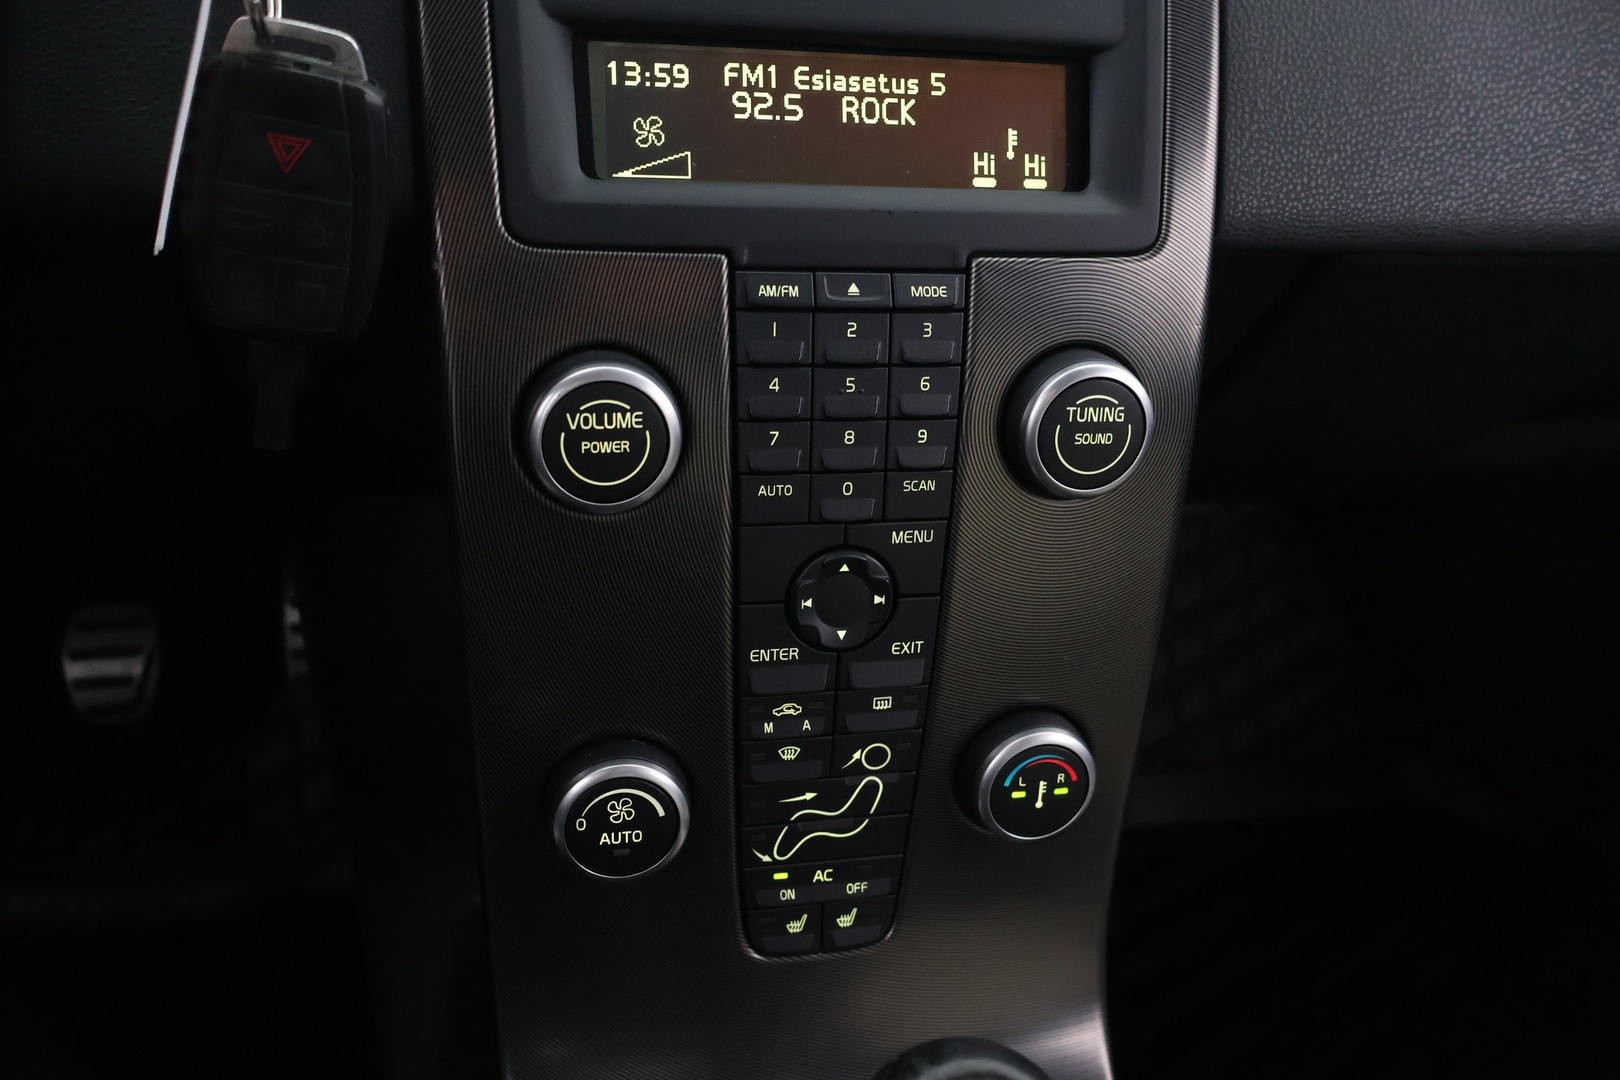 13:59 FM1 Esiasetus 5
92.5 ROCK
Hi Hi
AM/FM MODE
1 2 3
4 5 6
7 8 9
AUTO 0 SCAN
VOLUME
POWER
TUNING
SOUND
MENU
ENTER EXIT
M A
0
AUTO
L R
AC
ON OFF